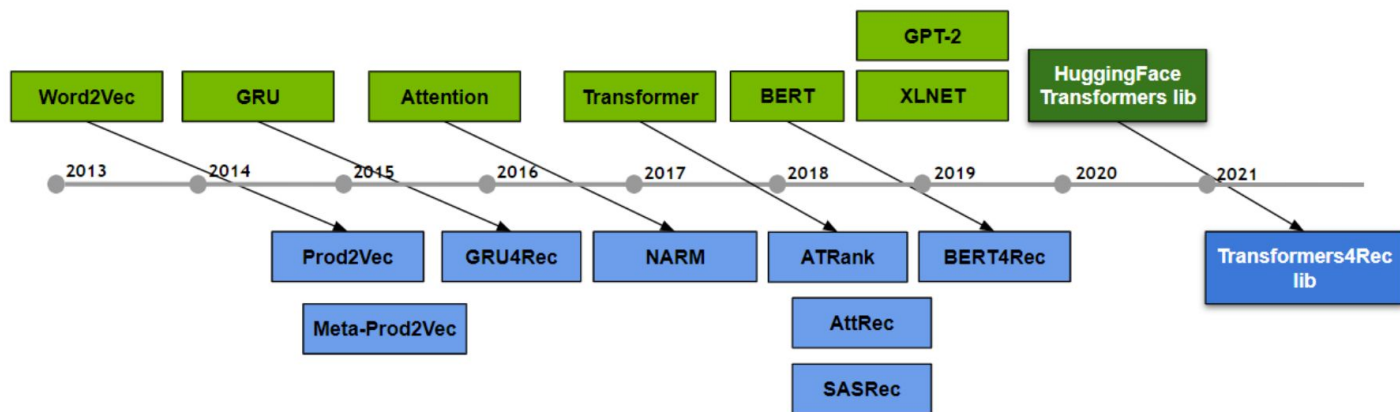 GPT-2
Word2Vec
GRU
Attention
Transformer
BERT
XLNET
HuggingFace
Transformers lib
2013
2014
2015
2016
2017
2018
2019
2020
2021
Prod2Vec
GRU4Rec
NARM
ATRank
BERT4Rec
Transformers4Rec
lib
Meta-Prod2Vec
AttRec
SASRec